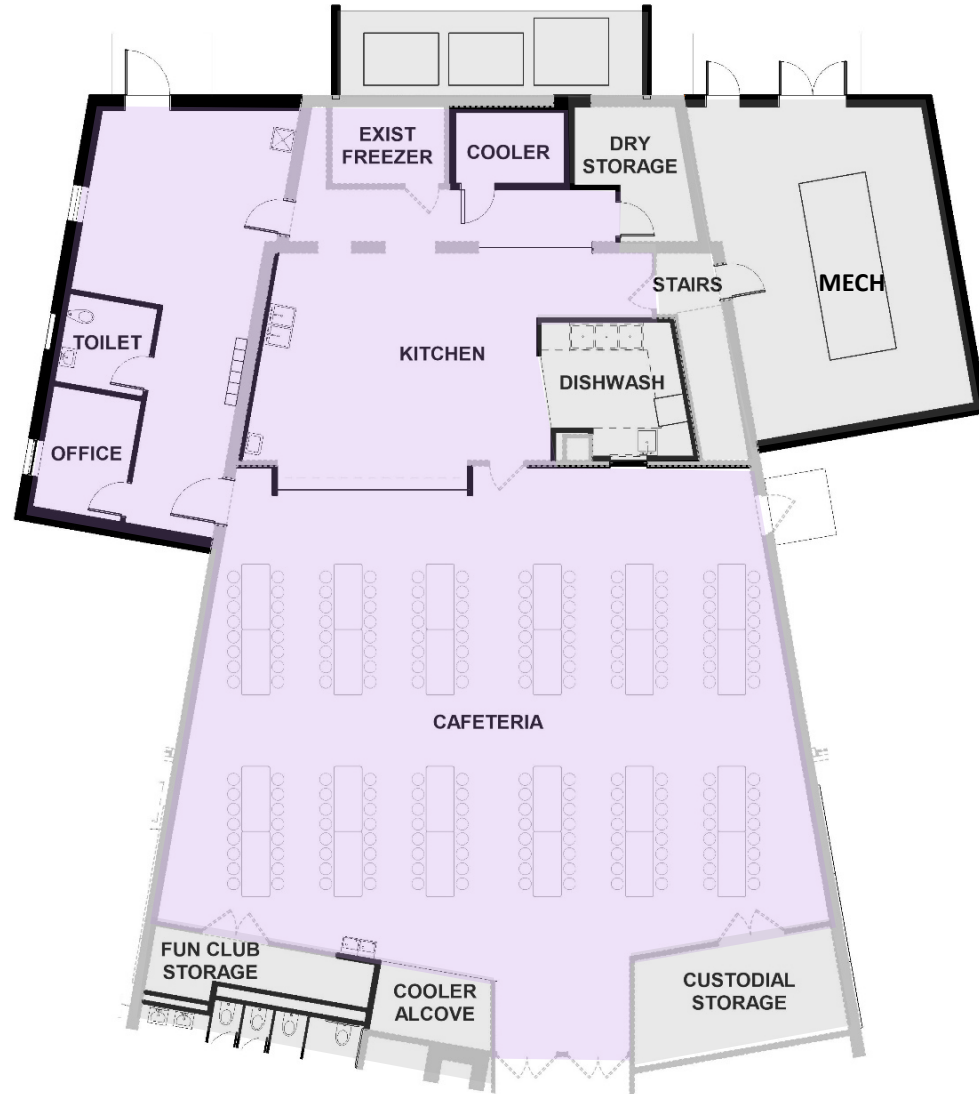 EXIST
FREEZER
COOLER
DRY
STORAGE
STAIRS
MECH
TOILET
KITCHEN
DISHWASH
OFFICE
CAFETERIA
FUN CLUB
STORAGE
COOLER
ALCOVE
CUSTODIAL
STORAGE